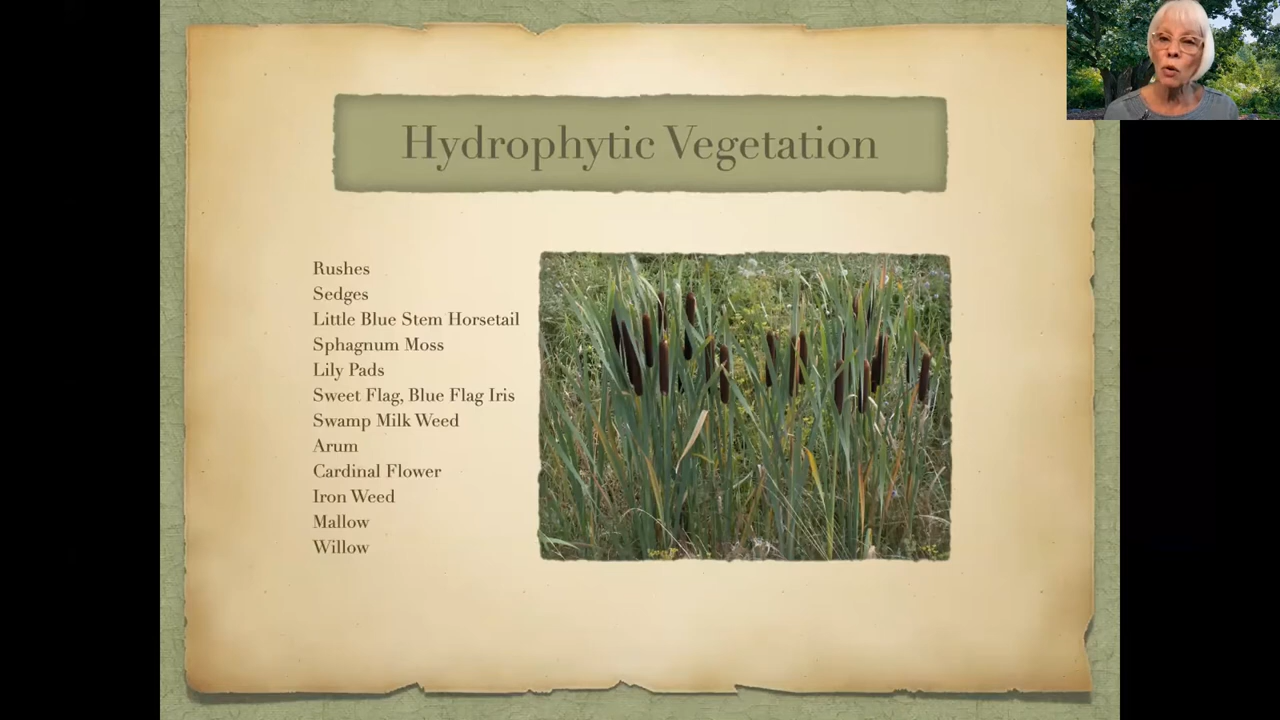 Hydrophytic Vegetation
Rushes
Sedges
Little Blue Stem Horsetail
Sphagnum Moss
Lily Pads
Sweet Flag, Blue Flag Iris
Swamp Milk Weed
Arum
Cardinal Flower
Iron Weed
Mallow
Willow